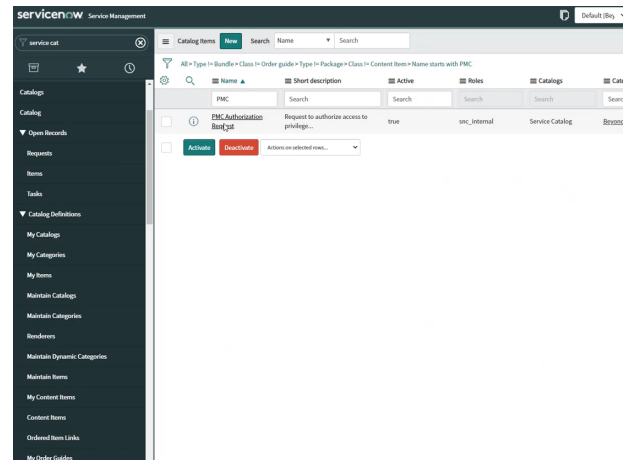 servicenow Service Management
Default |Bey
service cat
Catalogs
Catalog
Open Records
Requests
Items
Tasks
Catalog Definitions
My Catalogs
My Categories
My Items
Maintain Catalogs
Maintain Categories
Renderers
Maintain Dynamic Categories
Maintain Items
My Content Items
Content Items
Ordered Item Links
My Order Guides
Catalog Items New Search Name Search
All > Type != Bundle > Class != Order guide > Type != Package > Class != Content Item > Name starts with PMC
Name Short description Active Roles Catalogs Cate
PMC Search Search Search Search Searc
PMC Authorization Request to authorize access to true snc_internal Service Catalog Beyond
Request privilege...
Activate Deactivate Actions on selected rows...